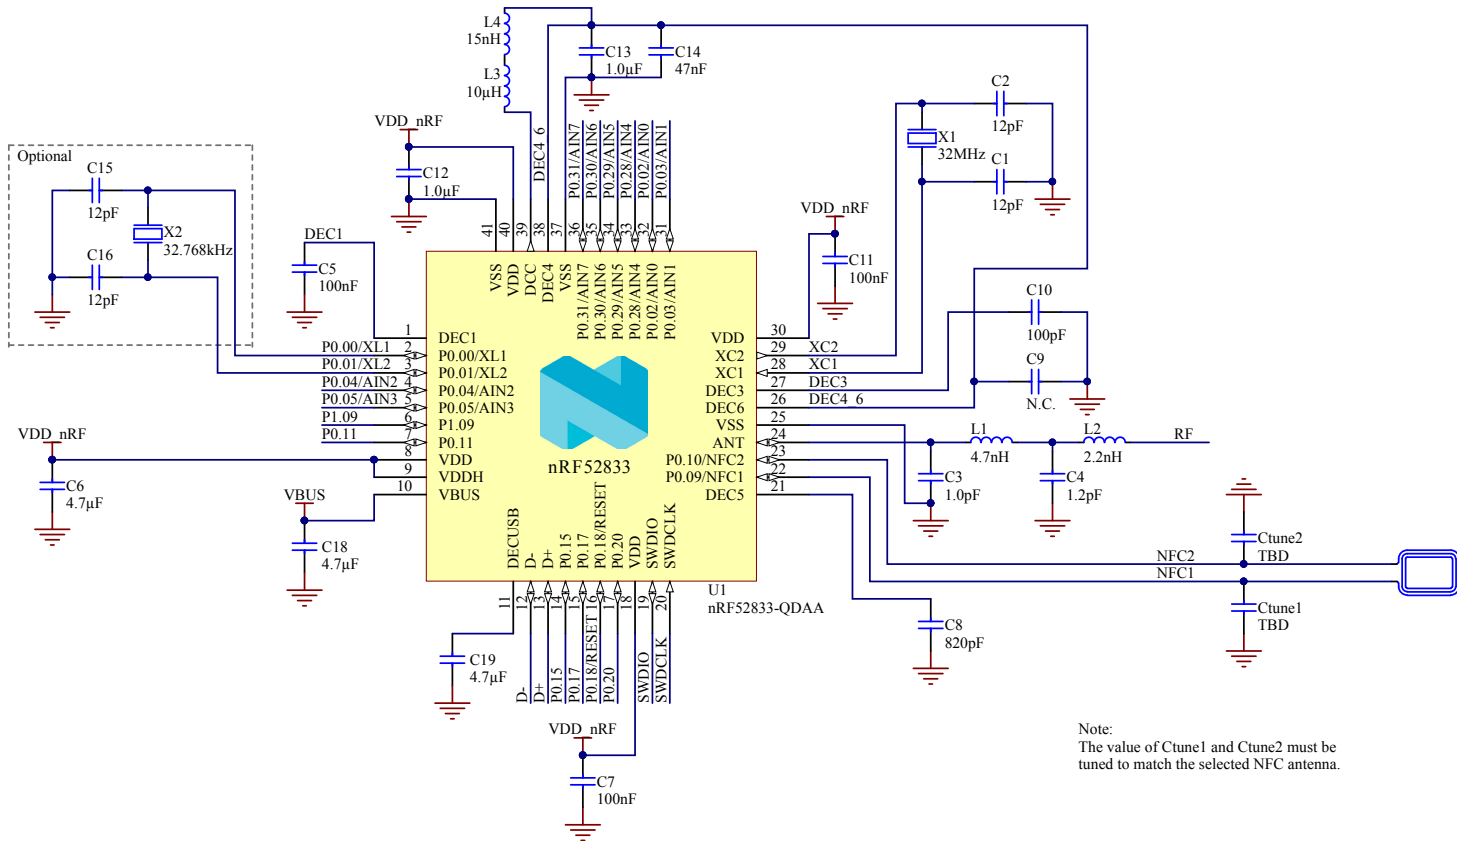 L4
15nH
L3
10µH
C13
1.0µF
C14
47nF
VDD_nRF
C12
1.0µF
DEC4_6
P0.31/AIN7
P0.30/AIN6
P0.29/AIN5
P0.28/AIN4
P0.02/AIN0
P0.03/AIN1
C2
12pF
X1
32MHz
C1
12pF
Optional
C15
12pF
X2
32.768kHz
C16
12pF
DEC1
C5
100nF
VDD_nRF
C11
100nF
C10
100pF
C9
N.C.
41
40
39
38
37
36
35
34
33
32
31
VSS
VDD
DCC
DEC4
VSS
P0.31/AIN7
P0.30/AIN6
P0.29/AIN5
P0.28/AIN4
P0.02/AIN0
P0.03/AIN1
1
DEC1
P0.00/XL1
2
P0.00/XL1
P0.01/XL2
3
P0.01/XL2
P0.04/AIN2
4
P0.04/AIN2
P0.05/AIN3
5
P0.05/AIN3
P1.09
6
P1.09
P0.11
7
P0.11
8
VDD
9
VDDH
10
VBUS
VDD
30
XC2
29
XC2
XC1
28
XC1
DEC3
27
DEC3
DEC6
26
DEC4_6
VSS
25
ANT
24
P0.10/NFC2
23
P0.09/NFC1
22
DEC5
21
nRF52833
VDD_nRF
C6
4.7µF
VBUS
C18
4.7µF
L1
4.7nH
L2
2.2nH
RF
C3
1.0pF
C4
1.2pF
DECUSB
D-
D+
P0.15
P0.17
P0.18/RESET
P0.20
VDD
SWDIO
SWDCLK
11
12
13
14
15
16
17
18
19
20
U1
nRF52833-QDAA
Ctune2
TBD
NFC2
NFC1
Ctune1
TBD
C8
820pF
C19
4.7µF
D-
D+
P0.15
P0.17
P0.18/RESET
P0.20
SWDIO
SWDCLK
VDD_nRF
C7
100nF
Note:
The value of Ctune1 and Ctune2 must be
tuned to match the selected NFC antenna.